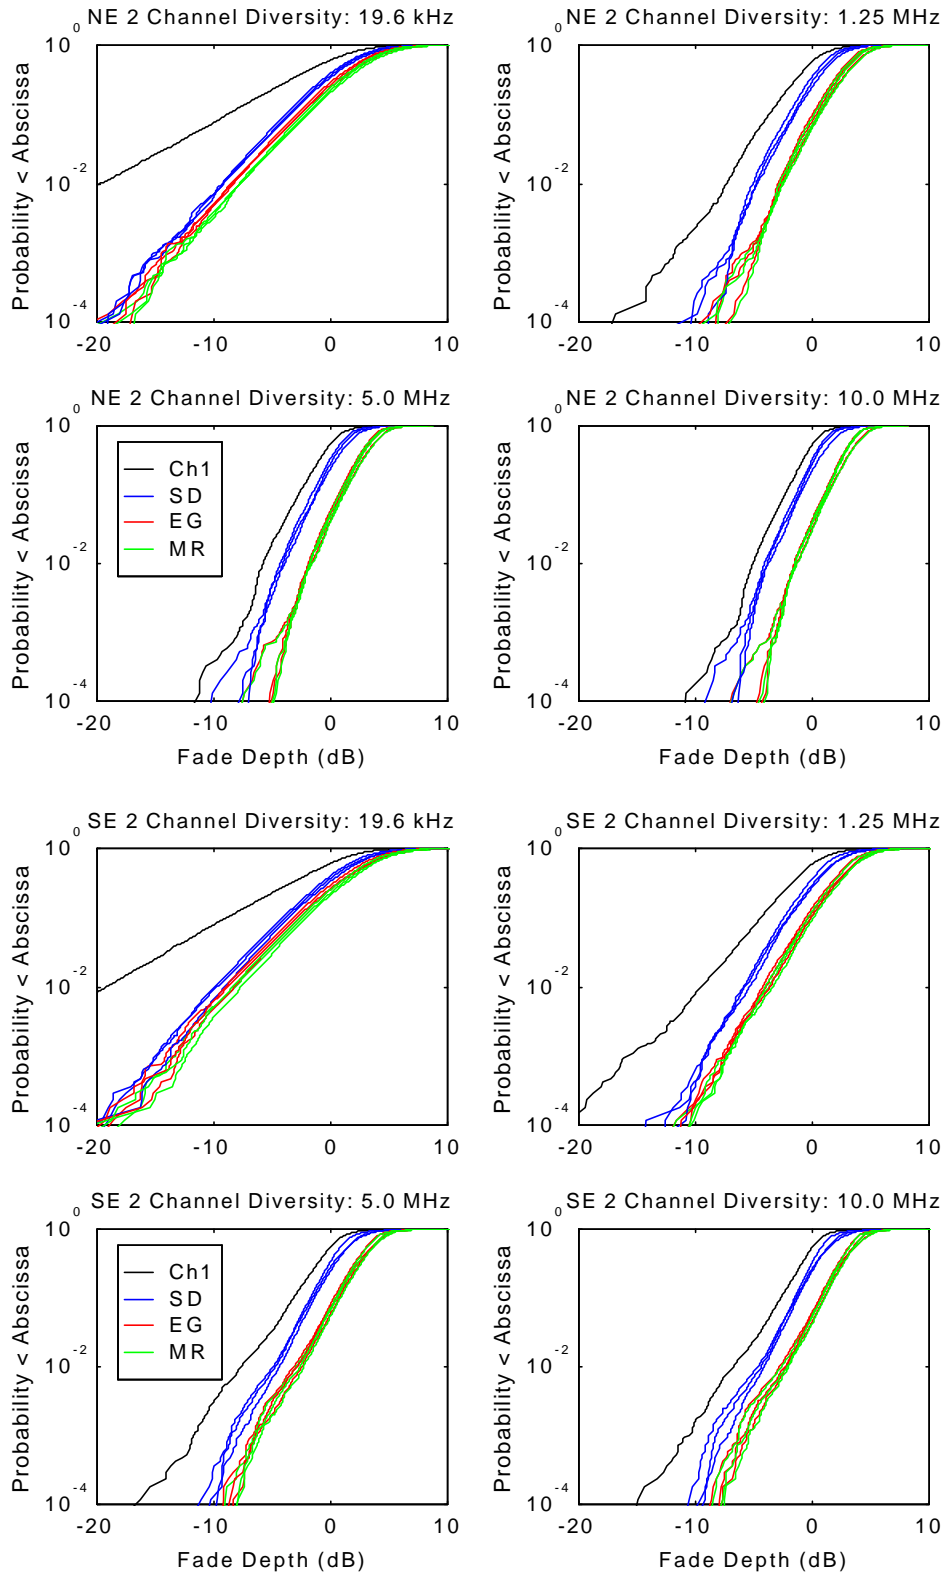 NE 2 Channel Diversity: 19.6 kHz
10^0
10^-2
10^-4
-20 -10 0 10
Probability < Abscissa
NE 2 Channel Diversity: 1.25 MHz
10^0
10^-2
10^-4
-20 -10 0 10
Probability < Abscissa
NE 2 Channel Diversity: 5.0 MHz
10^0
10^-2
10^-4
-20 -10 0 10
Probability < Abscissa
Fade Depth (dB)
Ch1
SD
EG
MR
NE 2 Channel Diversity: 10.0 MHz
10^0
10^-2
10^-4
-20 -10 0 10
Probability < Abscissa
Fade Depth (dB)
SE 2 Channel Diversity: 19.6 kHz
10^0
10^-2
10^-4
-20 -10 0 10
Probability < Abscissa
SE 2 Channel Diversity: 1.25 MHz
10^0
10^-2
10^-4
-20 -10 0 10
Probability < Abscissa
SE 2 Channel Diversity: 5.0 MHz
10^0
10^-2
10^-4
-20 -10 0 10
Probability < Abscissa
Fade Depth (dB)
Ch1
SD
EG
MR
SE 2 Channel Diversity: 10.0 MHz
10^0
10^-2
10^-4
-20 -10 0 10
Probability < Abscissa
Fade Depth (dB)